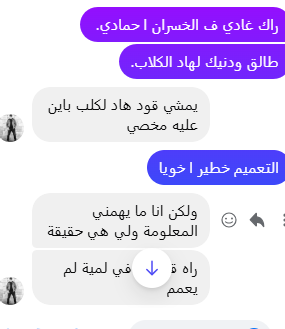 راك غادي ف الخسران ا حمادي.
طالق ودنيك لهاد الكلاب.
يمشي قود هاد لكلب باين
عليه مخصي
التعميم خطير ا خويا
ولكن انا ما يهمني
المعلومة ولي هي حقيقة
راه في لمية لم
يعمم